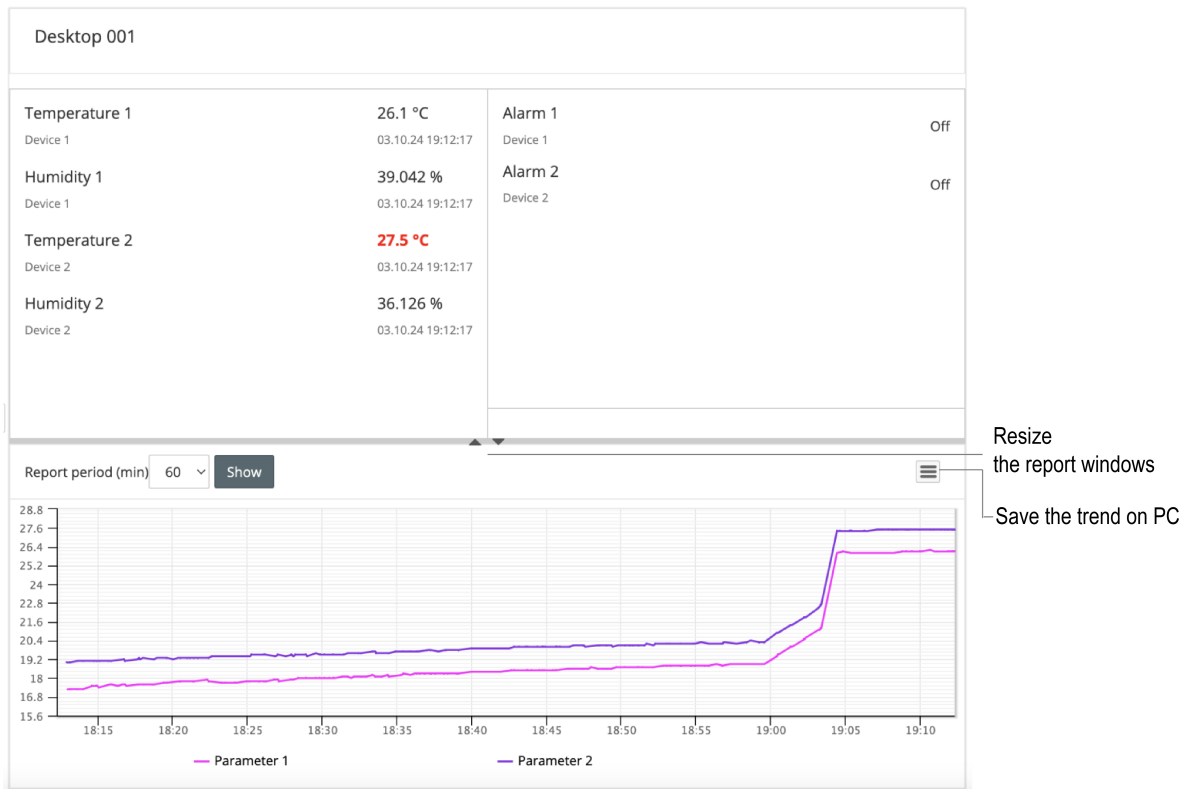 Desktop 001
Temperature 1 26.1 °C
Device 1 03.10.24 19:12:17
Humidity 1 39.042 %
Device 1 03.10.24 19:12:17
Temperature 2 27.5 °C
Device 2 03.10.24 19:12:17
Humidity 2 36.126 %
Device 2 03.10.24 19:12:17
Alarm 1
Off
Device 1
Alarm 2
Off
Device 2
Resize
the report windows
Report period (min) 60 Show
Save the trend on PC
28.8
27.6
26.4
25.2
24
22.8
21.6
20.4
19.2
18
16.8
15.6
18:15 18:20 18:25 18:30 18:35 18:40 18:45 18:50 18:55 19:00 19:05 19:10
Parameter 1 Parameter 2